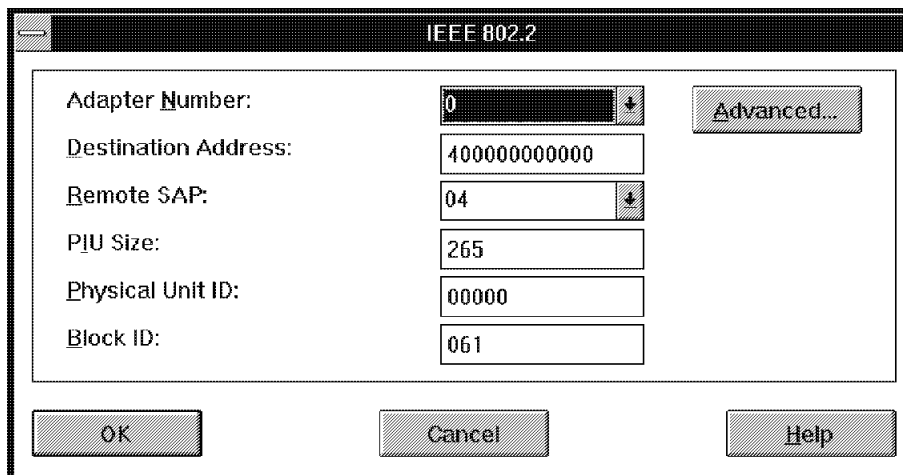 IEEE 802.2
Adapter Number: 0 Advanced...
Destination Address: 400000000000
Remote SAP: 04
PIU Size: 265
Physical Unit ID: 00000
Block ID: 061
OK Cancel Help